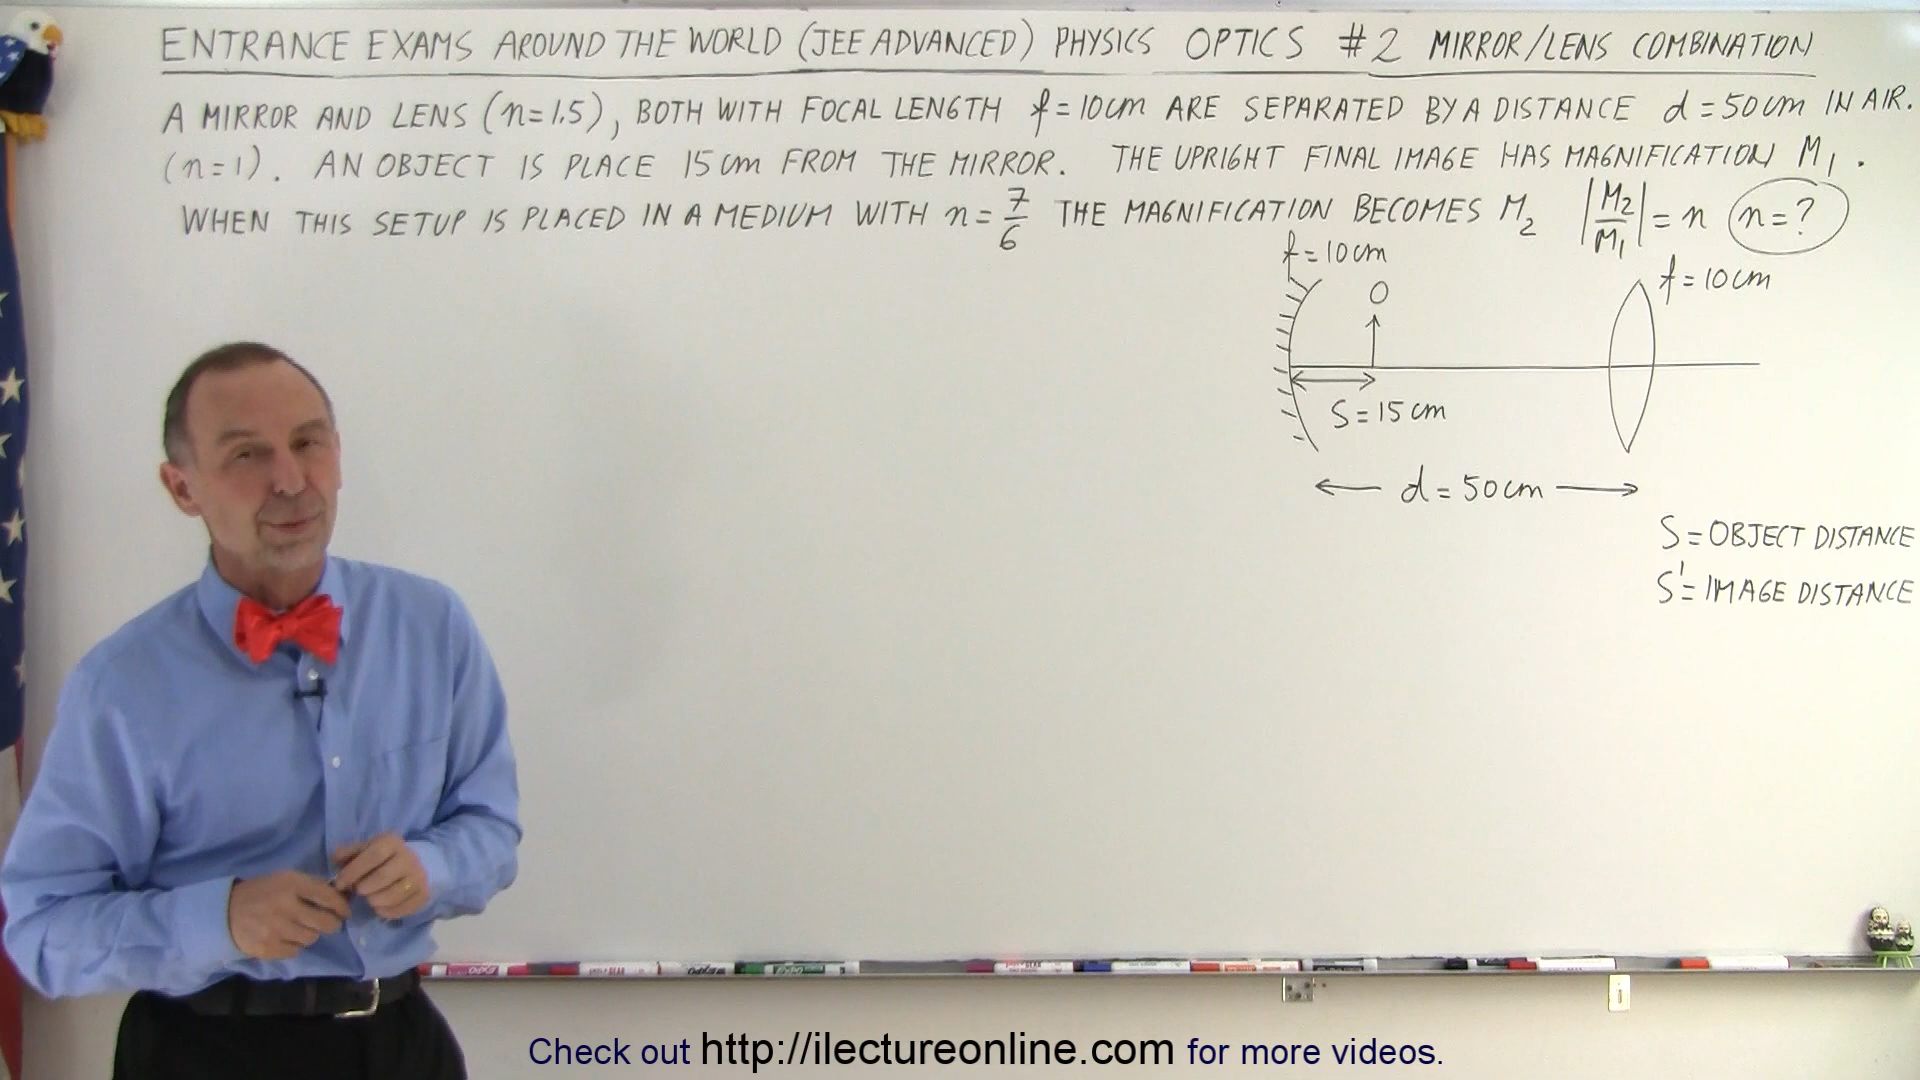 ENTRANCE EXAMS AROUND THE WORLD (JEE ADVANCED) PHYSICS OPTICS #2 MIRROR/LENS COMBINATION
A MIRROR AND LENS (n=1.5), BOTH WITH FOCAL LENGTH f=10cm ARE SEPARATED BY A DISTANCE d=50cm IN AIR.
(n=1). AN OBJECT IS PLACE 15cm FROM THE MIRROR. THE UPRIGHT FINAL IMAGE HAS MAGNIFICATION M₁.
WHEN THIS SETUP IS PLACED IN A MEDIUM WITH n=7/6 THE MAGNIFICATION BECOMES M₂ |M₂/M₁|=n n=?
f=10cm
f=10cm
O
S=15cm
d=50cm
S=OBJECT DISTANCE
S'=IMAGE DISTANCE
Check out http://ilectureonline.com for more videos.